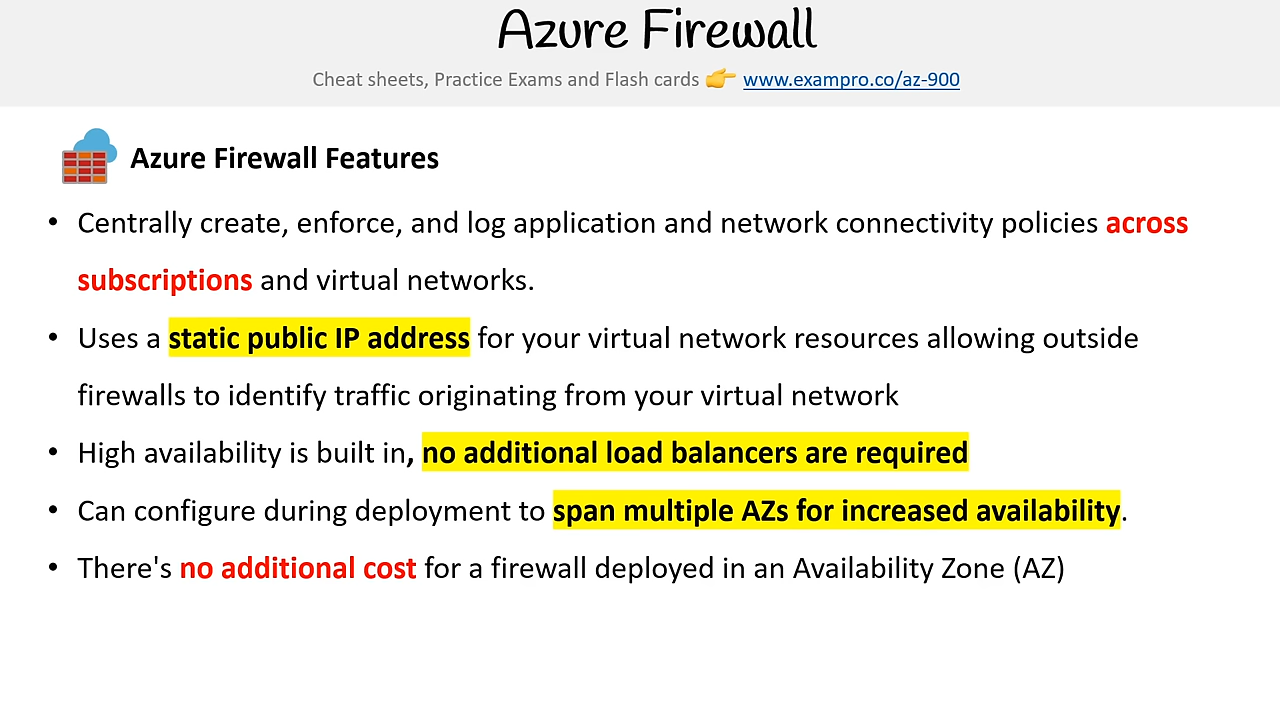 Azure Firewall
Cheat sheets, Practice Exams and Flash cards 👉 www.exampro.co/az-900
Azure Firewall Features
• Centrally create, enforce, and log application and network connectivity policies across
subscriptions and virtual networks.
• Uses a static public IP address for your virtual network resources allowing outside
firewalls to identify traffic originating from your virtual network
• High availability is built in, no additional load balancers are required
• Can configure during deployment to span multiple AZs for increased availability.
• There's no additional cost for a firewall deployed in an Availability Zone (AZ)